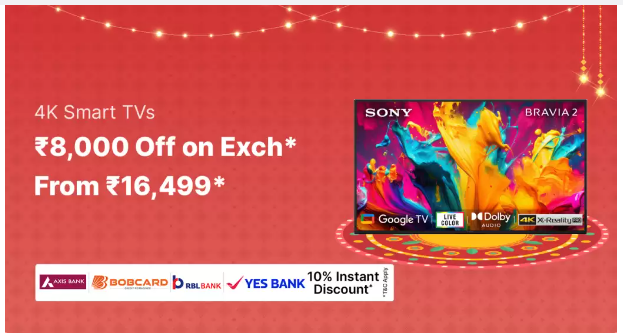 4K Smart TVs
₹8,000 Off on Exch*
From ₹16,499*
SONY
BRAVIA 2
Google TV
LIVE COLOR
Dolby AUDIO
4K X-Reality PRO
AXIS BANK
BOBCARD
RBL BANK
YES BANK
10% Instant
Discount*
*T&C Apply